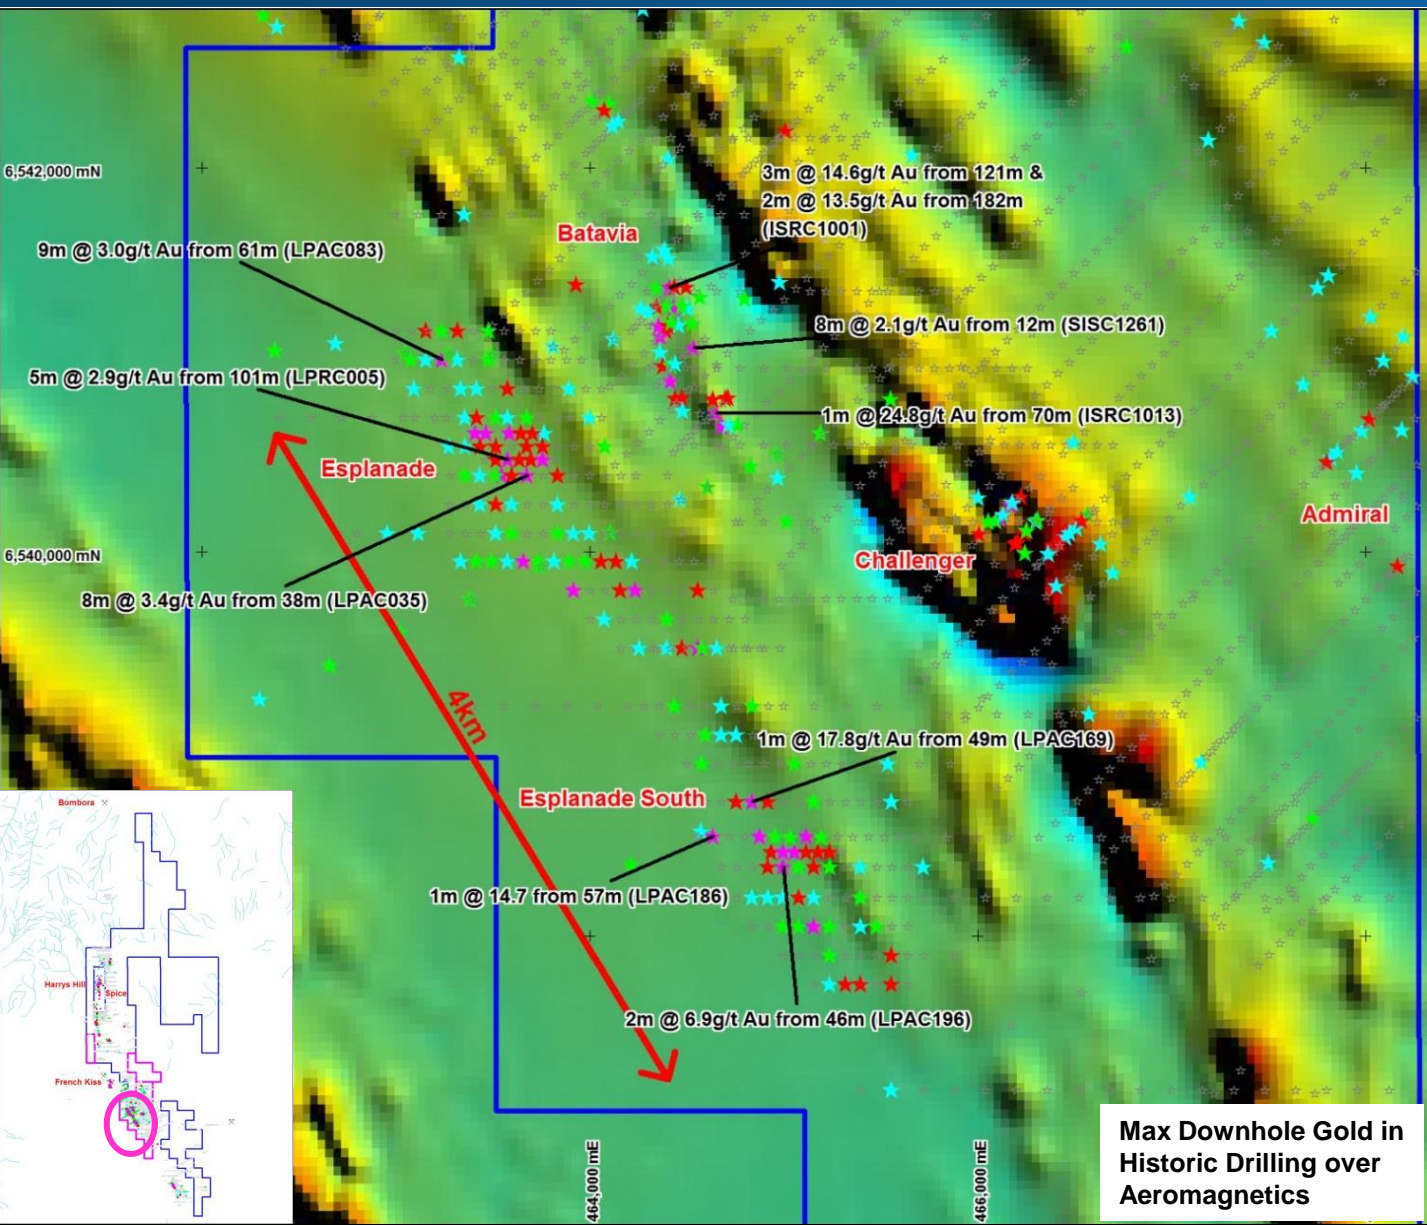 6,542,000 mN
3m @ 14.6g/t Au from 121m &
2m @ 13.5g/t Au from 182m
(ISRC1001)
Batavia
9m @ 3.0g/t Au from 61m (LPAC083)
8m @ 2.1g/t Au from 12m (SISC1261)
5m @ 2.9g/t Au from 101m (LPRC005)
1m @ 24.8g/t Au from 70m (ISRC1013)
Esplanade
Admiral
6,540,000 mN
Challenger
8m @ 3.4g/t Au from 38m (LPAC035)
4km
1m @ 17.8g/t Au from 49m (LPAC169)
Esplanade South
Bombora
1m @ 14.7 from 57m (LPAC186)
Harrys Hill
Spice
2m @ 6.9g/t Au from 46m (LPAC196)
French Kiss
464,000 mE
466,000 mE
Max Downhole Gold in
Historic Drilling over
Aeromagnetics